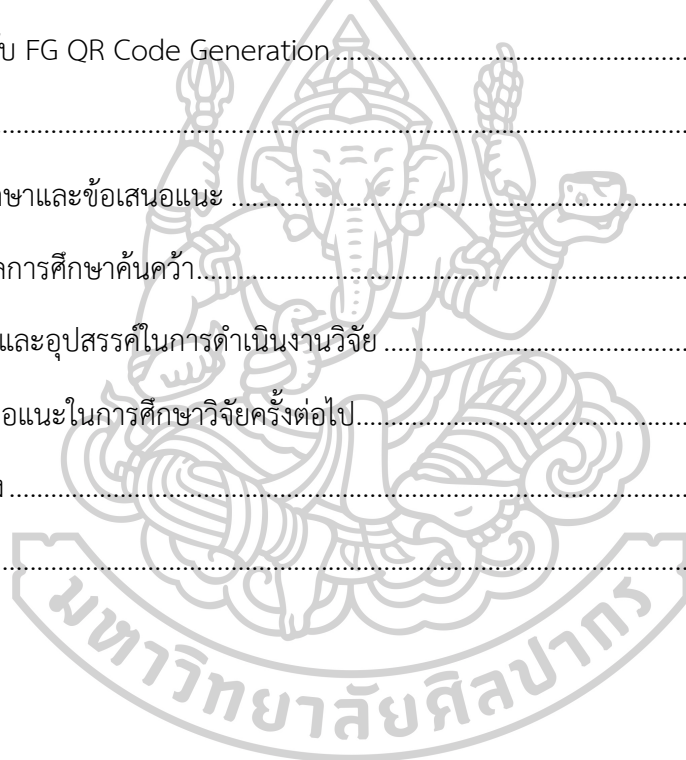 บ FG QR Code Generation ................................................
................................................................................
าษาและข้อเสนอแนะ ................................................
ลการศึกษาค้นคว้า................................................
และอุปสรรคในการดำเนินงานวิจัย ................................................
อแนะในการศึกษาวิจัยครั้งต่อไป................................................
ง ................................................................................
................................................................................
มหาวิทยาลัยศิลปากร